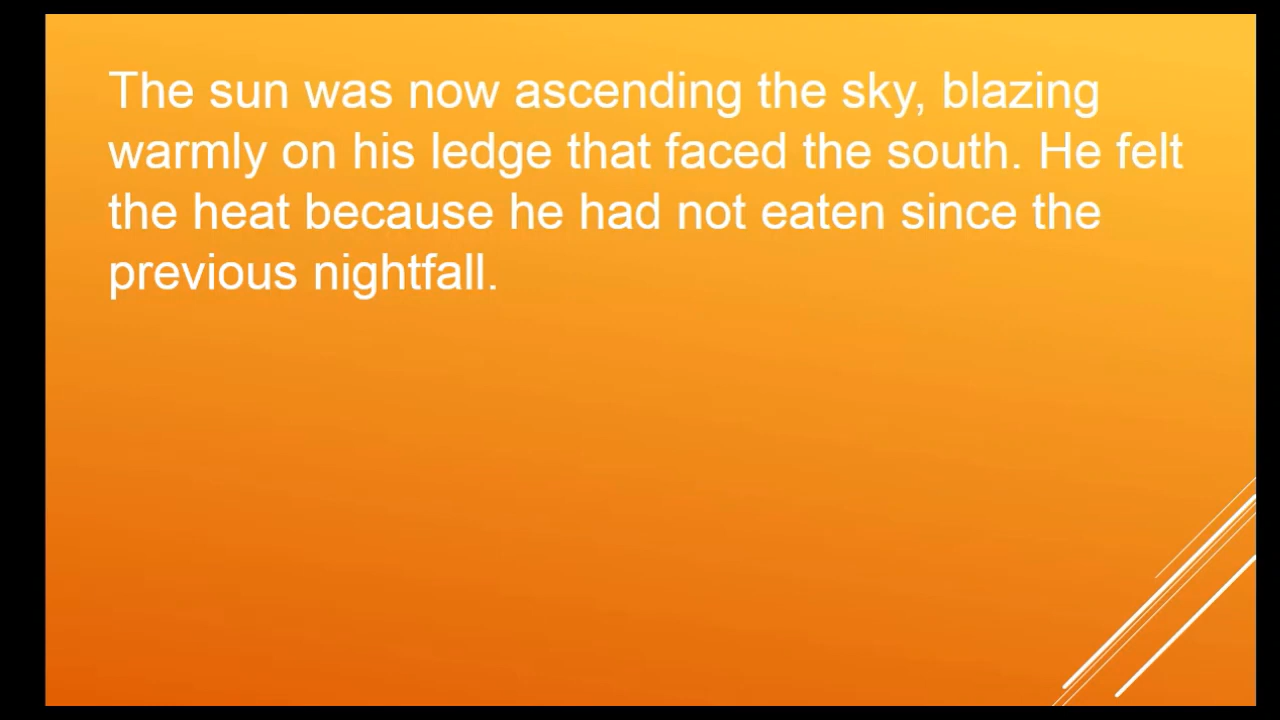 The sun was now ascending the sky, blazing
warmly on his ledge that faced the south. He felt
the heat because he had not eaten since the
previous nightfall.